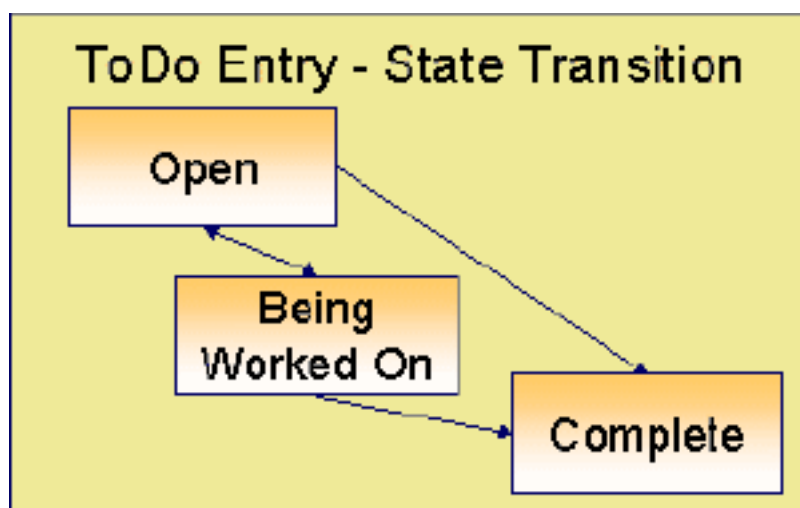 ToDo Entry - State Transition
Open
Being
Worked On
Complete